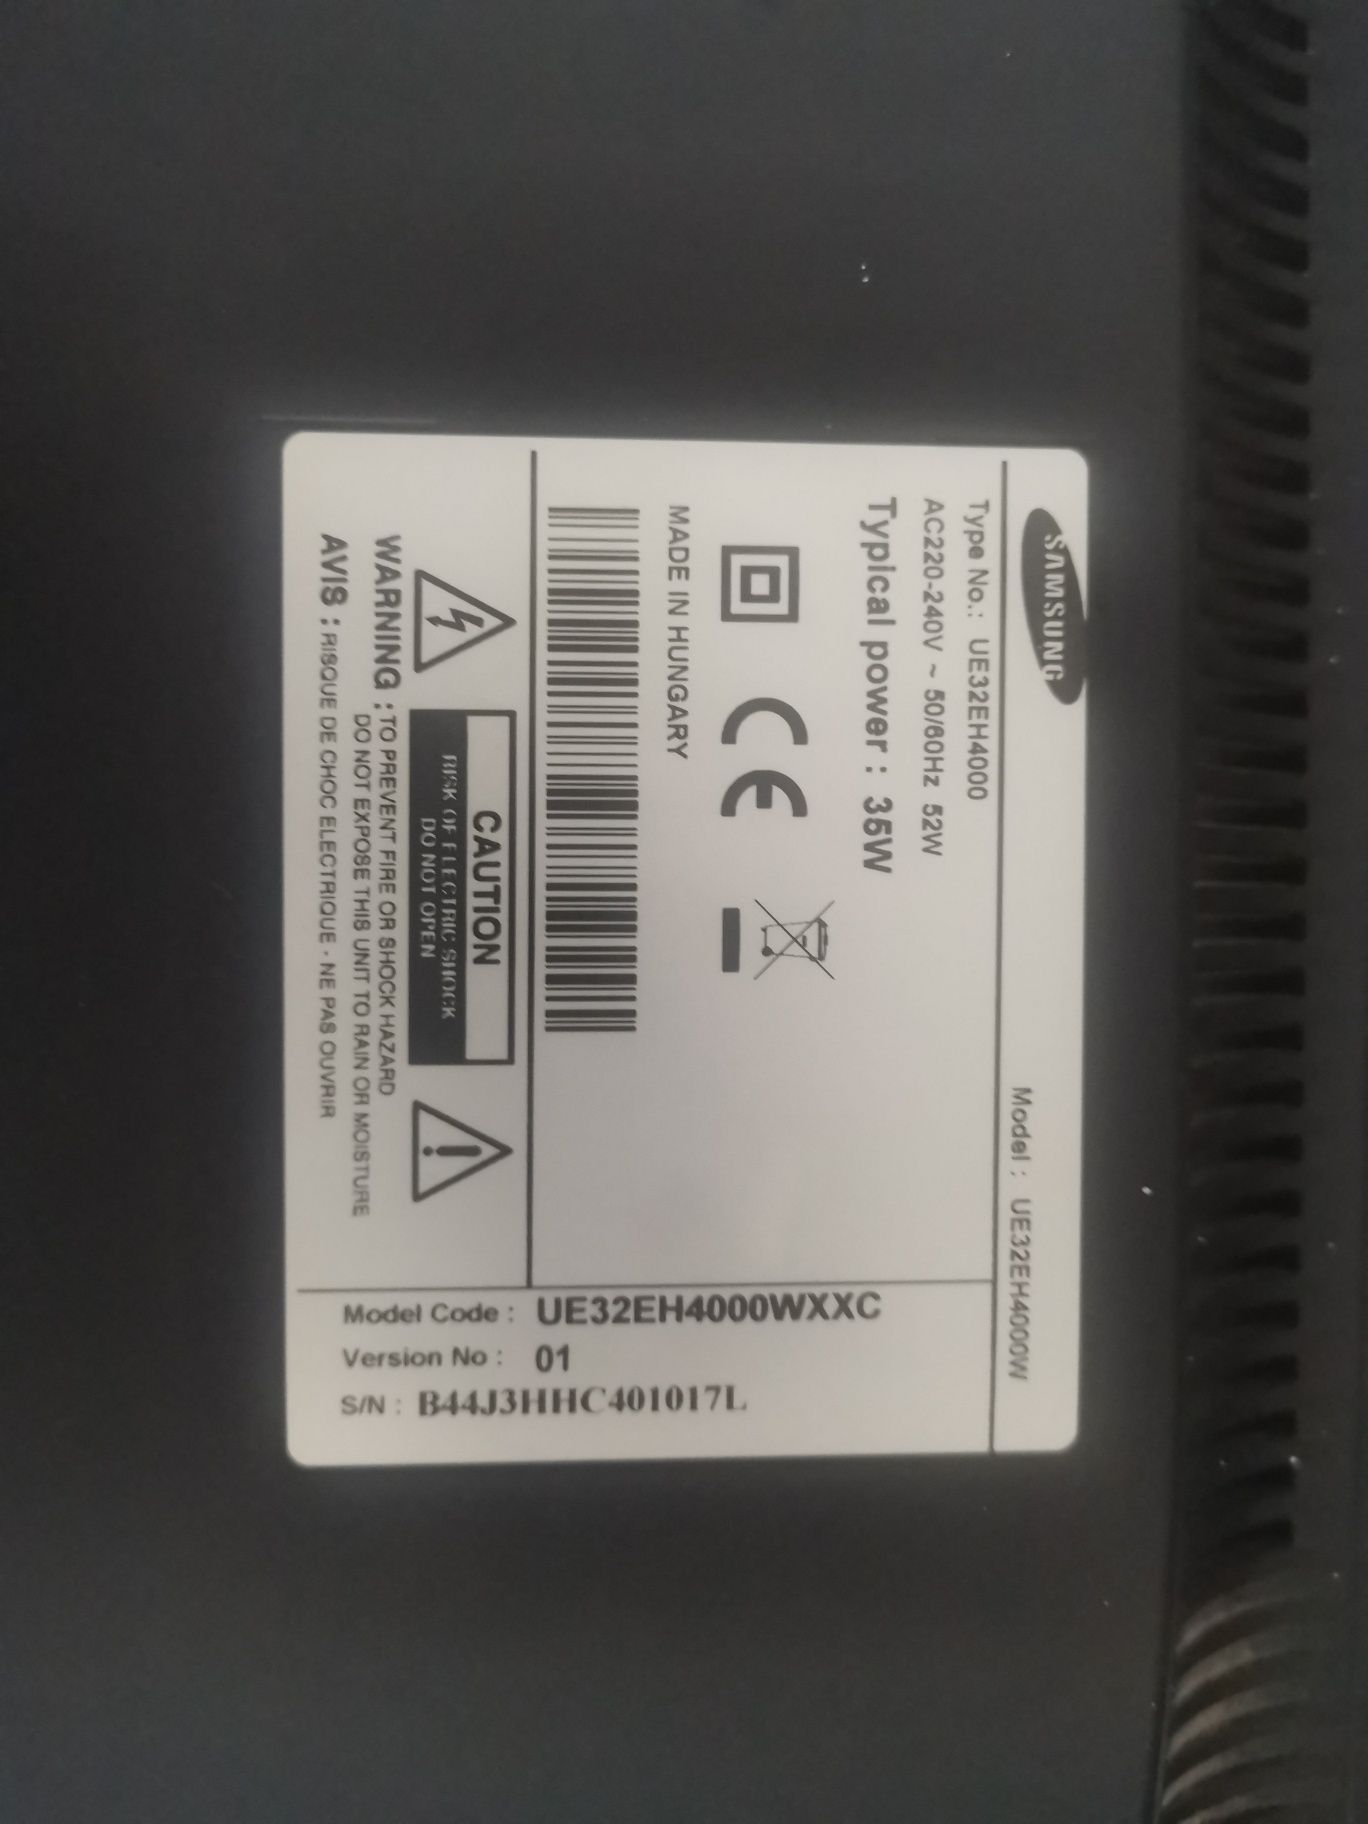 SAMSUNG
Model : UE32EH4000W
Type No.: UE32EH4000
AC220-240V ~ 50/60Hz 52W
Typical power : 35W
CE
MADE IN HUNGARY
CAUTION
RISK OF ELECTRIC SHOCK
DO NOT OPEN
WARNING : TO PREVENT FIRE OR SHOCK HAZARD
DO NOT EXPOSE THIS UNIT TO RAIN OR MOISTURE
AVIS : RISQUE DE CHOC ELECTRIQUE - NE PAS OUVRIR
Model Code : UE32EH4000WXXC
Version No : 01
S/N : B44J3HHC401017L